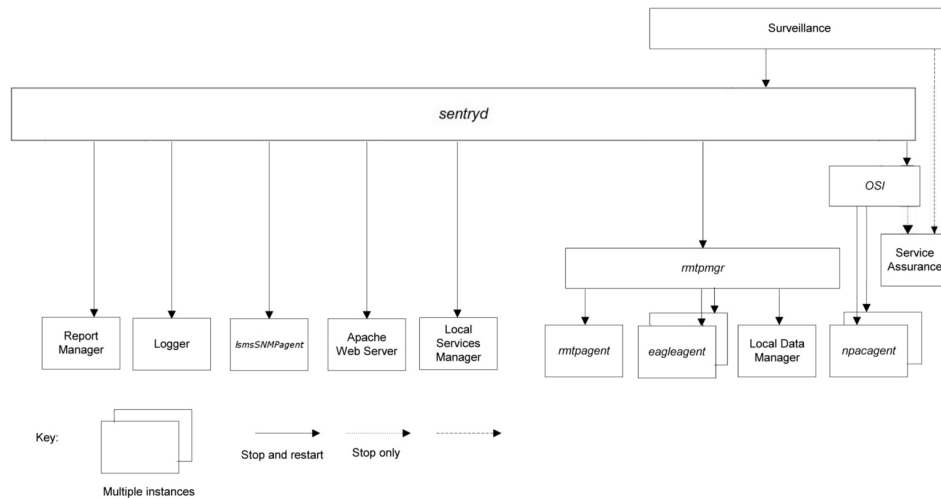 Surveillance
sentryd
OSI
Service
Assurance
rmtpmgr
Report
Manager
Logger
lsmsSNMPagent
Apache
Web Server
Local
Services
Manager
rmtpagent
eagleagent
Local Data
Manager
npacagent
Key:
Stop and restart
Stop only
Multiple instances